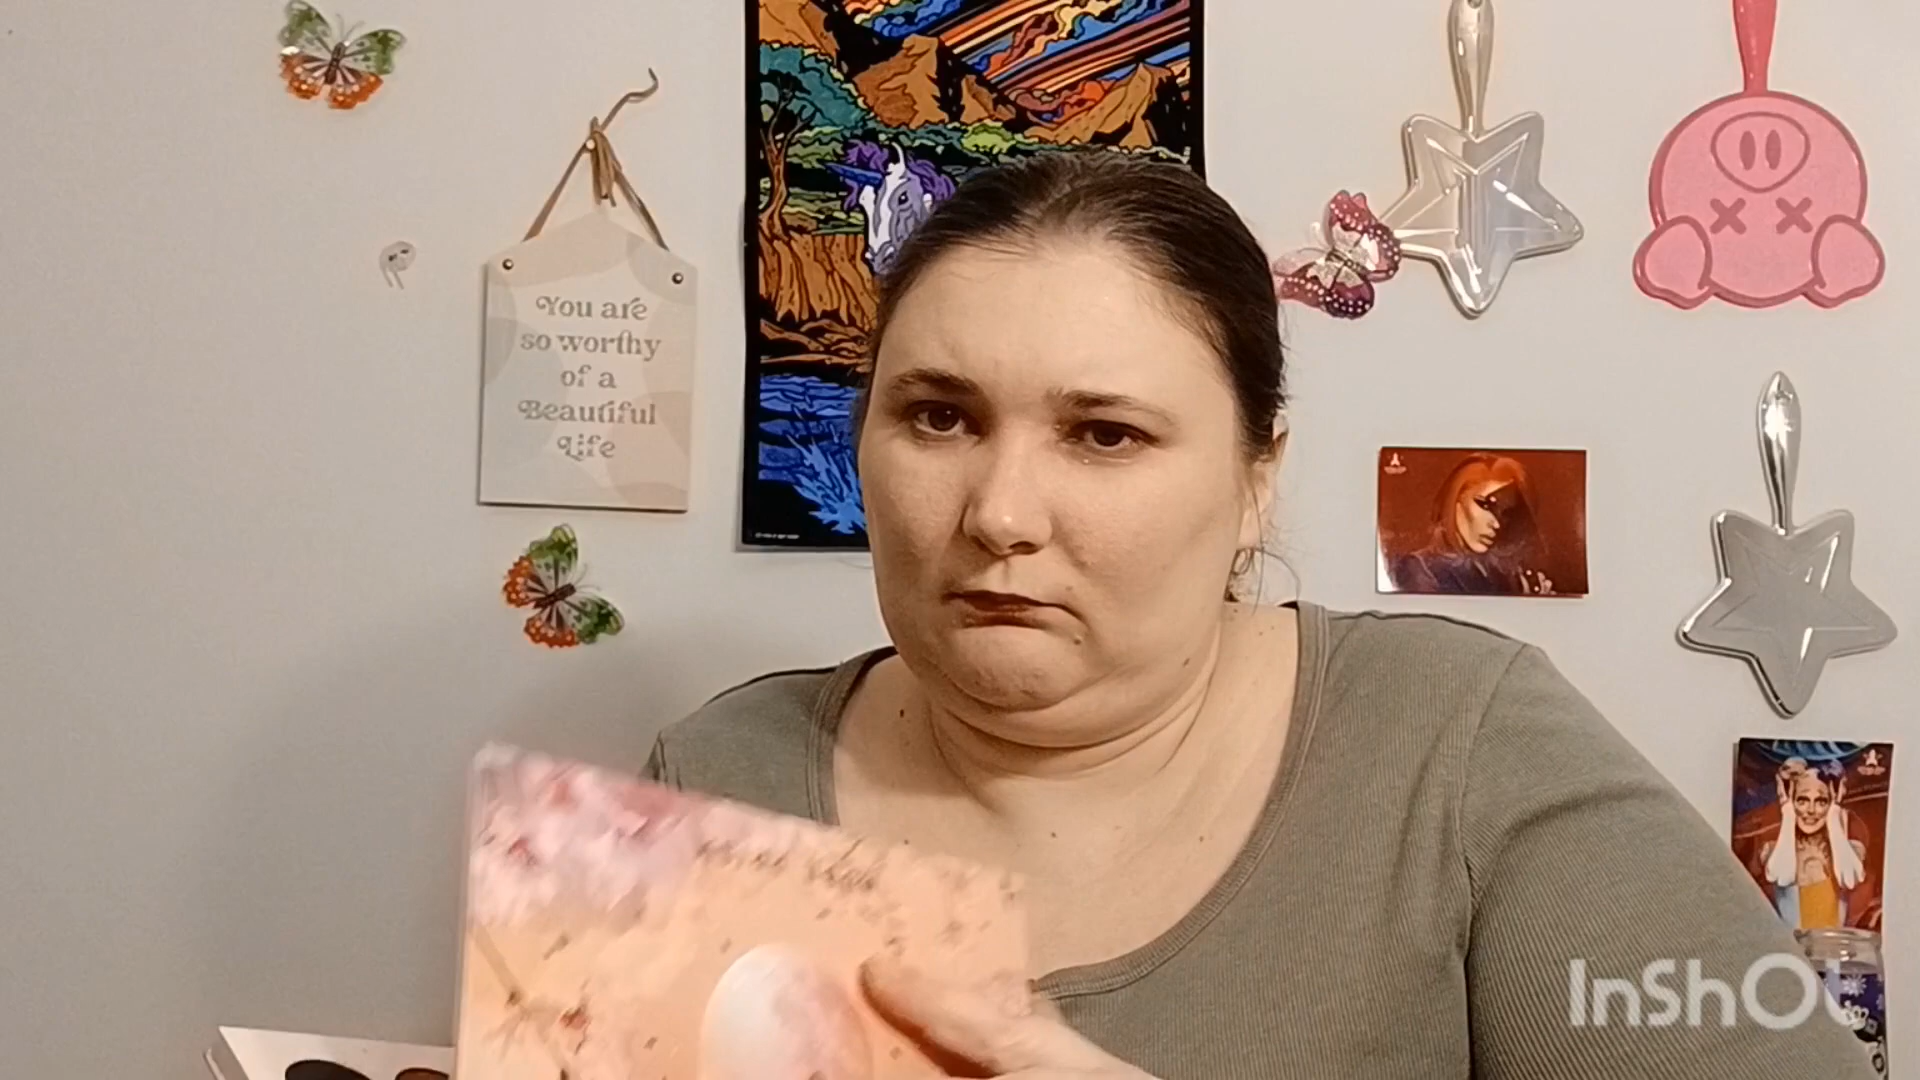 You are
so worthy
of a
Beautiful
Life
InShOt